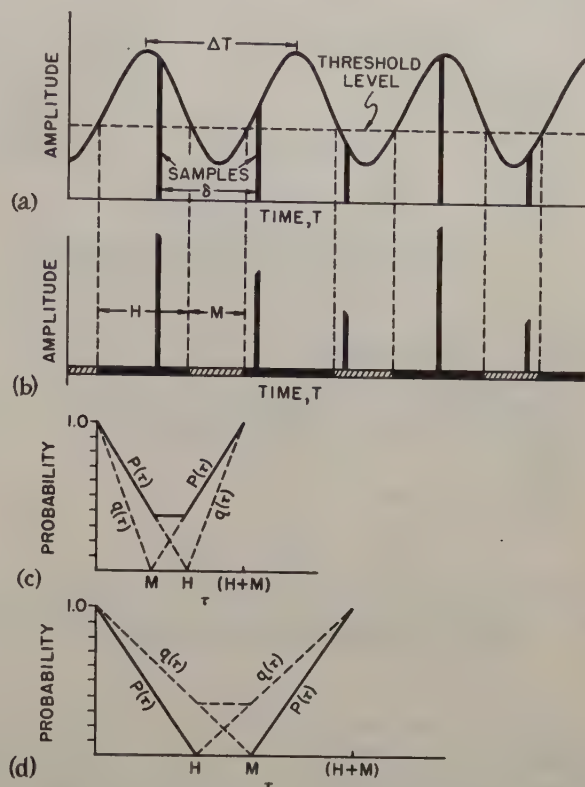 ΔT
THRESHOLD
LEVEL
AMPLITUDE
SAMPLES
δ
(a)
TIME,T
AMPLITUDE
H M
(b)
TIME,T
1.0
PROBABILITY
P(τ) P(τ)
q(τ) q(τ)
(c)
M H (H+M)
τ
1.0
PROBABILITY
q(τ) q(τ)
P(τ) P(τ)
(d)
H M (H+M)
τ